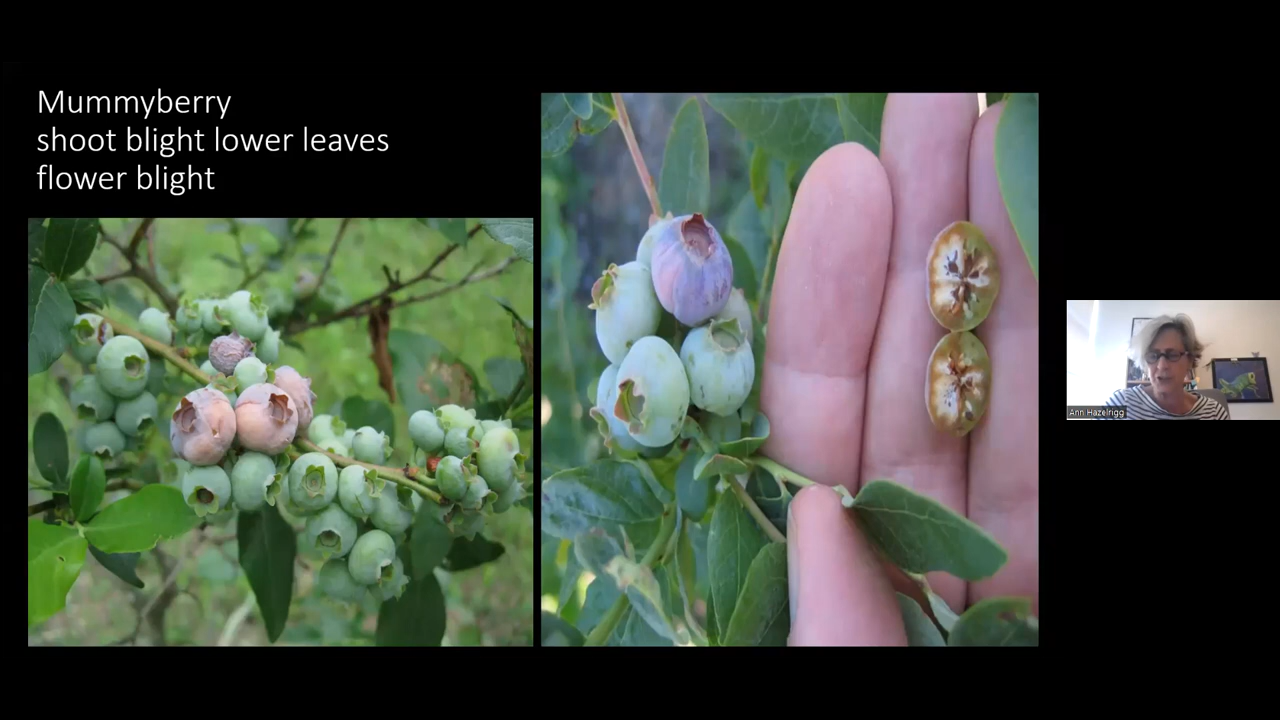 Mummyberry
shoot blight lower leaves
flower blight
Ann Hazelrigg